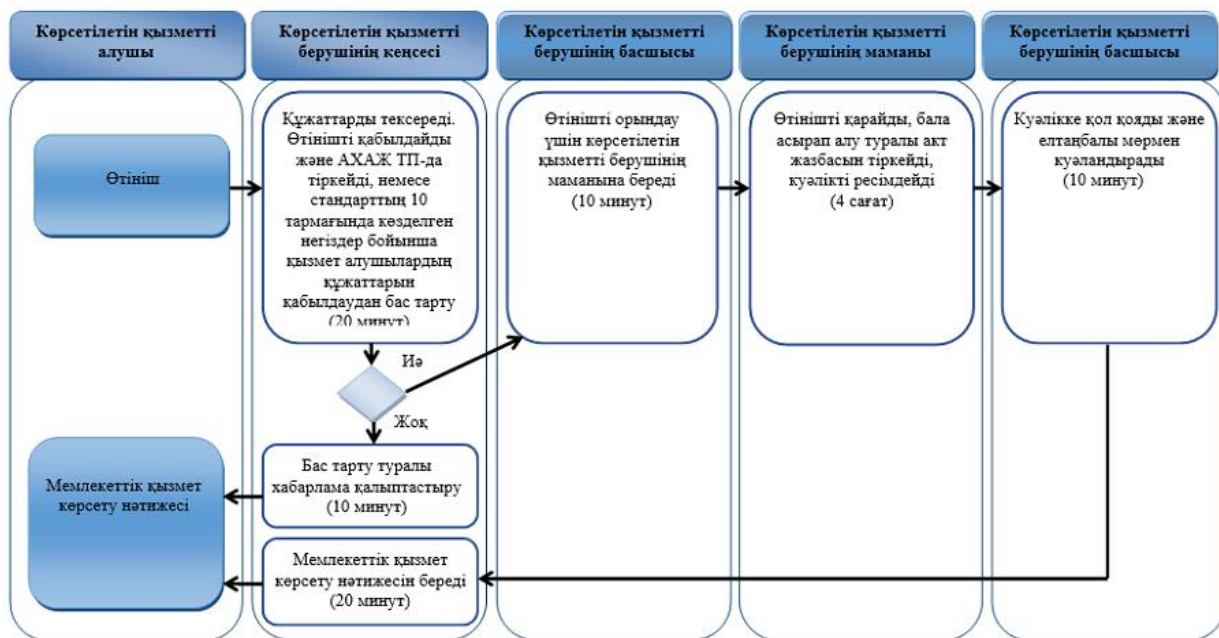 Көрсетілетін қызметті
алушы
Көрсетілетін қызметті
берушінің кеңсесі
Көрсетілетін қызметті
берушінің басшысы
Көрсетілетін қызметті
берушінің маманы
Көрсетілетін қызметті
берушінің басшысы
Өтініш
Құжаттарды тексереді.
Өтінішті қабылдайды
және АХАЖ ТП-да
тіркейді, немесе
стандарттың 10
тармағында көзделген
негіздер бойынша
қызмет алушылардың
құжаттарын
қабылдаудан бас тарту
(20 минут)
Өтінішті орындау
үшін көрсетілетін
қызметті берушінің
маманына береді
(10 минут)
Өтінішті қарайды, бала
асырап алу туралы акт
жазбасын тіркейді,
куәлікті ресімдейді
(4 сағат)
Куәлікке қол қояды және
елтаңбалы мөрмен
куәландырады
(10 минут)
Иә
Жоқ
Бас тарту туралы
хабарлама қалыптастыру
(10 минут)
Мемлекеттік қызмет
көрсету нәтижесі
Мемлекеттік қызмет
көрсету нәтижесін береді
(20 минут)